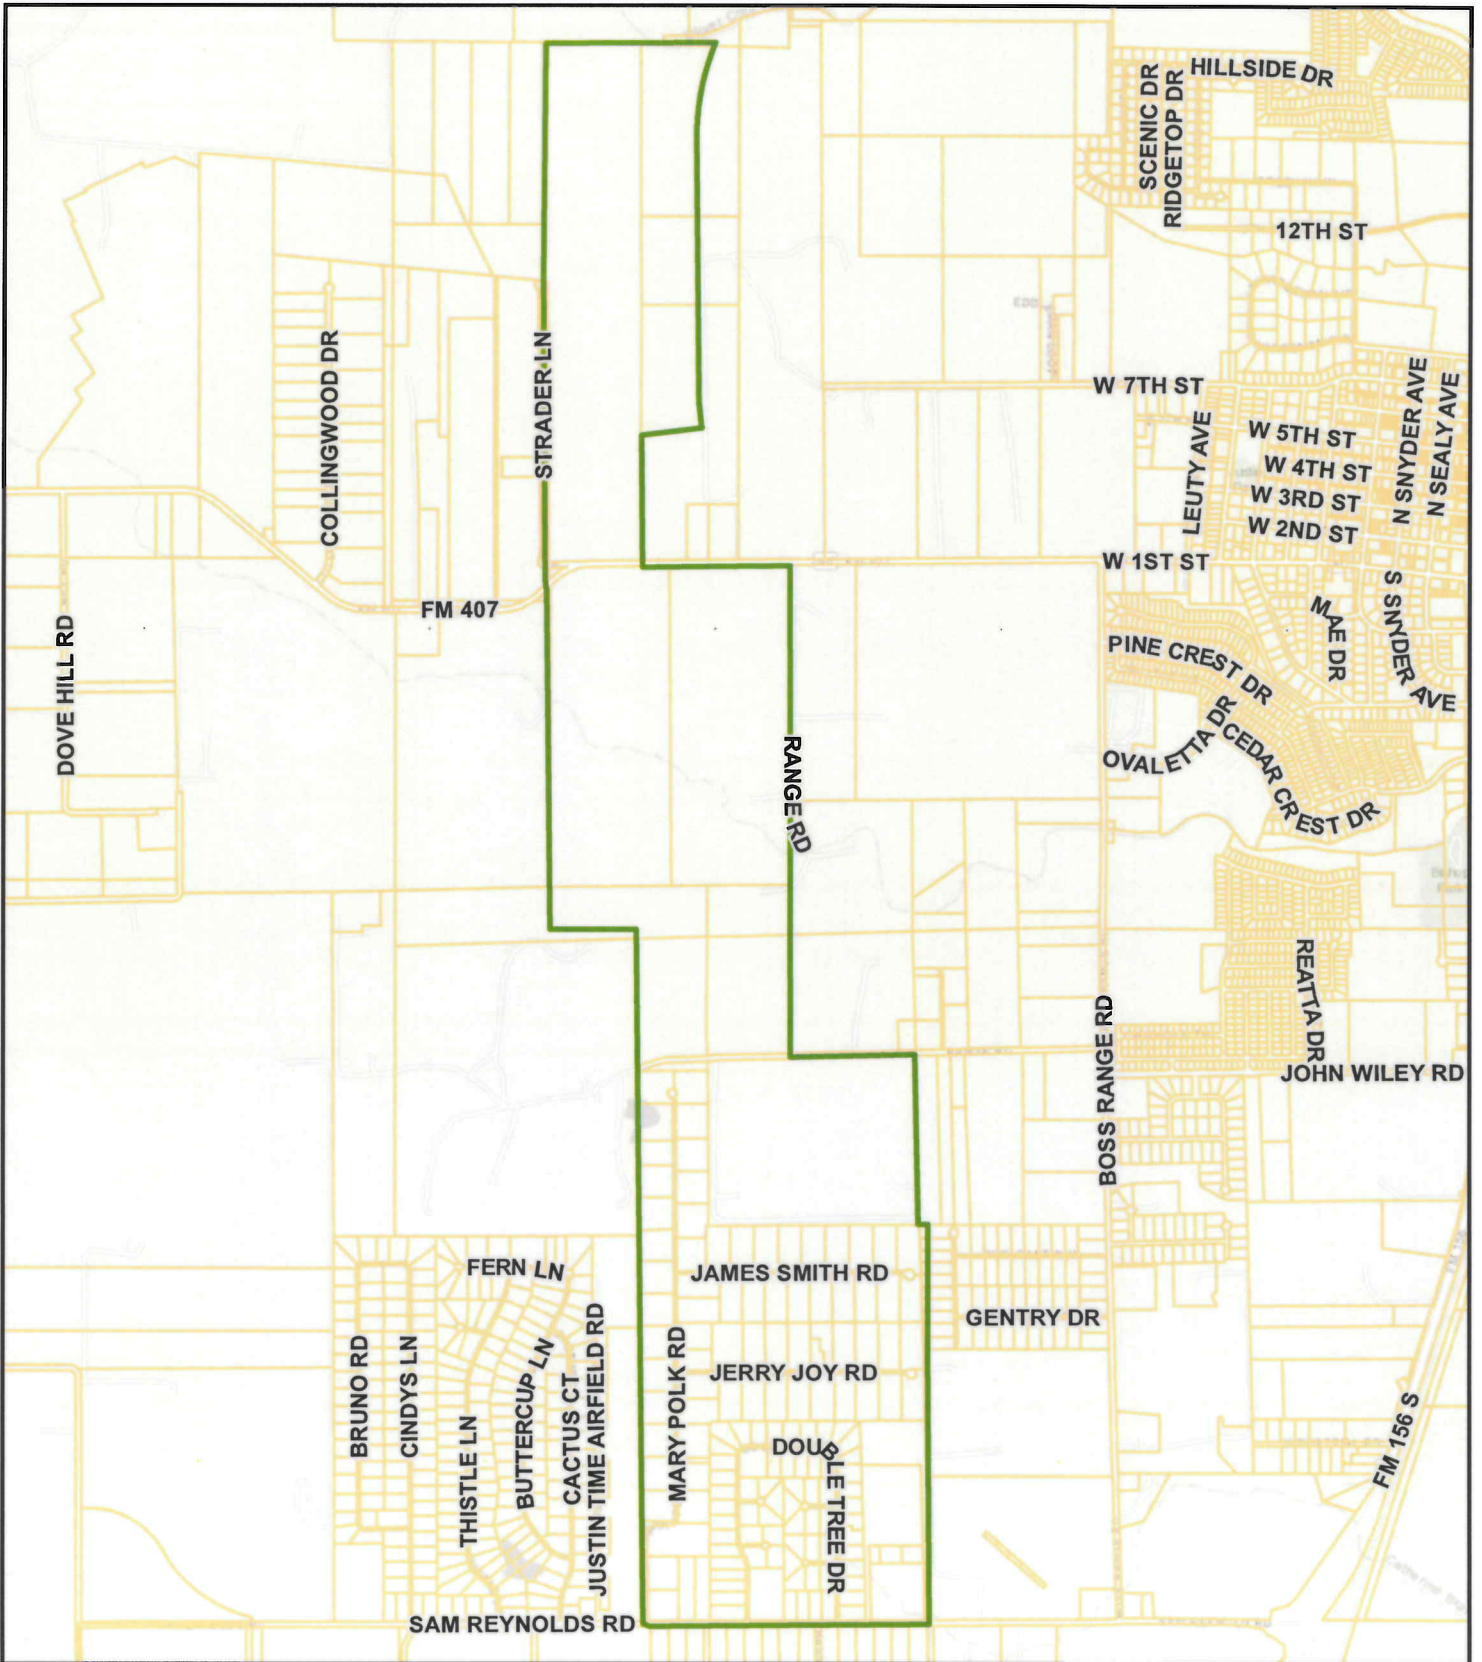 HILLSIDE DR
SCENIC DR
RIDGETOP DR
12TH ST
COLLINGWOOD DR
STRADER LN
W 7TH ST
LEUTY AVE
W 5TH ST
W 4TH ST
W 3RD ST
W 2ND ST
N SNYDER AVE
N SEALY AVE
W 1ST ST
FM 407
DOVE HILL RD
MAE DR
S SNYDER AVE
PINE CREST DR
OVALETTA DR
CEDAR CREST DR
RANGE RD
REATTA DR
BOSS RANGE RD
JOHN WILEY RD
FERN LN
JAMES SMITH RD
GENTRY DR
BRUNO RD
CINDYS LN
THISTLE LN
BUTTERCUP LN
CACTUS CT
JUSTIN TIME AIRFIELD RD
MARY POLK RD
JERRY JOY RD
DOUBLE TREE DR
FM 156 S
SAM REYNOLDS RD